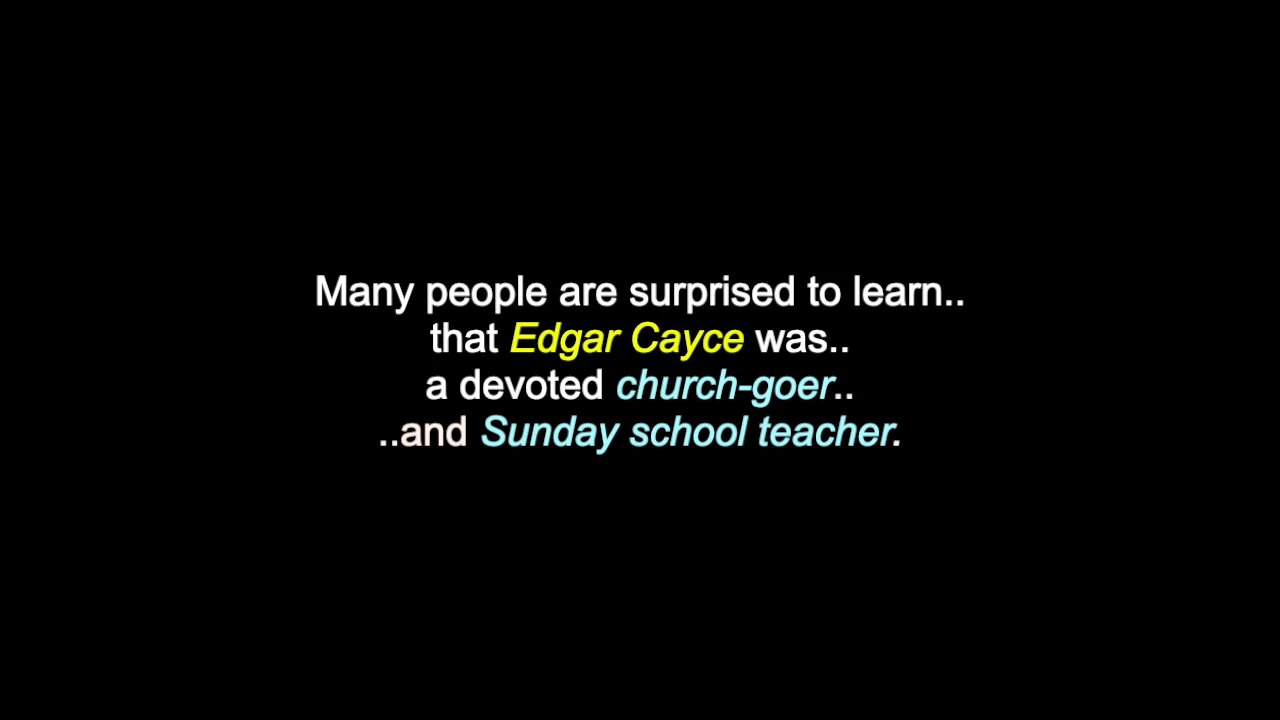 Many people are surprised to learn..
that Edgar Cayce was..
a devoted church-goer..
..and Sunday school teacher.